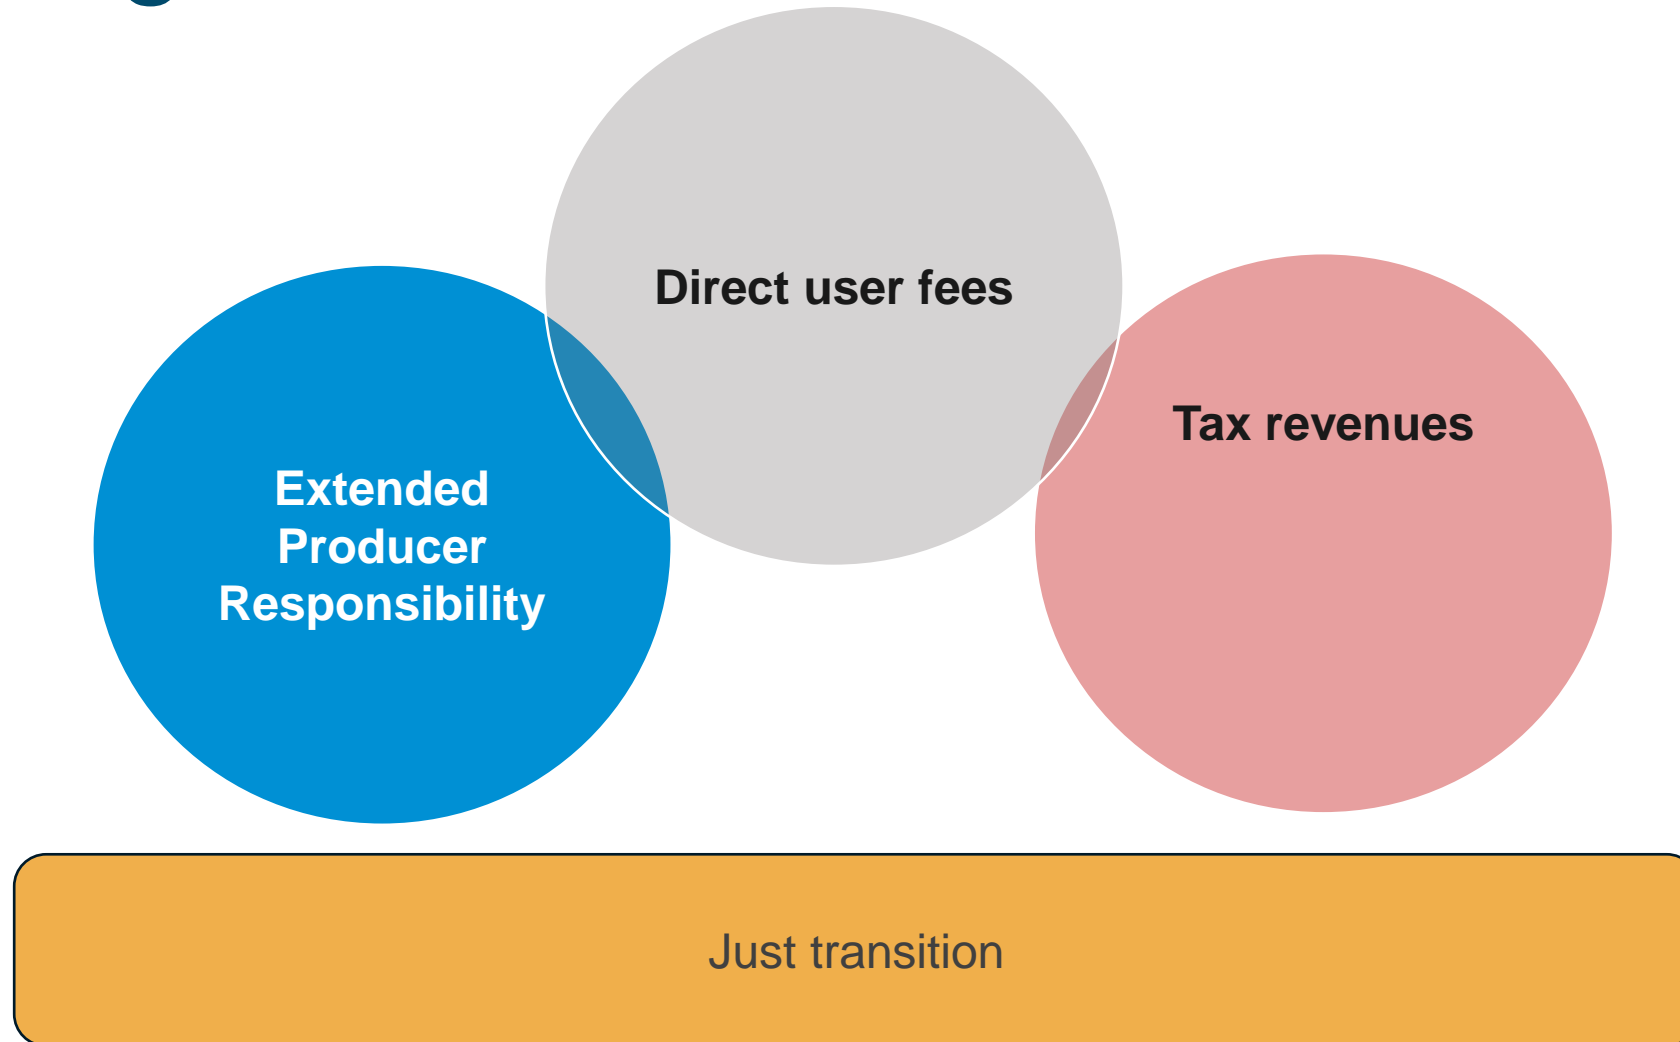 Direct user fees
Tax revenues
Extended
Producer
Responsibility
Just transition